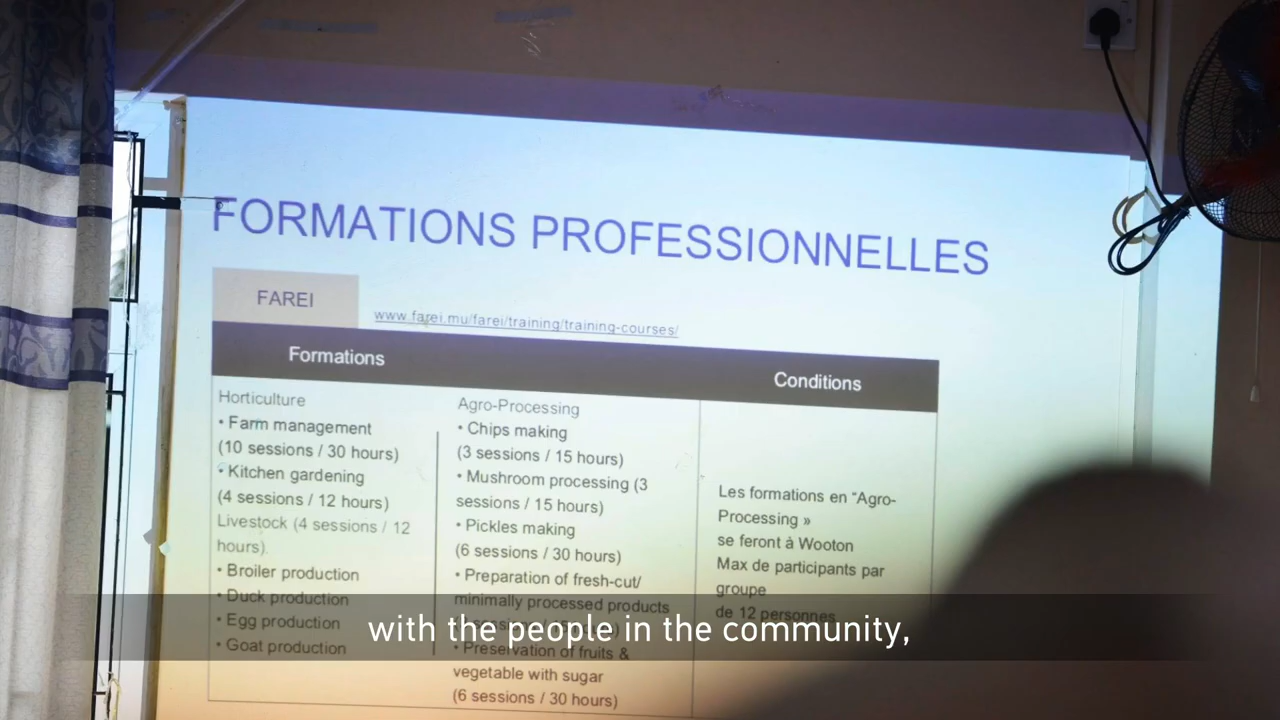 FORMATIONS PROFESSIONNELLES
FAREI
www.farei.mu/farei/training/training-courses/
Formations
Conditions
Horticulture
• Farm management
(10 sessions / 30 hours)
• Kitchen gardening
(4 sessions / 12 hours)
Livestock (4 sessions / 12
hours).
• Broiler production
• Duck production
• Egg production
• Goat production
Agro-Processing
• Chips making
(3 sessions / 15 hours)
• Mushroom processing (3
sessions / 15 hours)
• Pickles making
(6 sessions / 30 hours)
• Preparation of fresh-cut/
minimally processed products
• Preservation of fruits &
vegetable with sugar
(6 sessions / 30 hours)
Les formations en "Agro-
Processing »
se feront à Wooton
Max de participants par
groupe
de 12 personnes
with the people in the community,